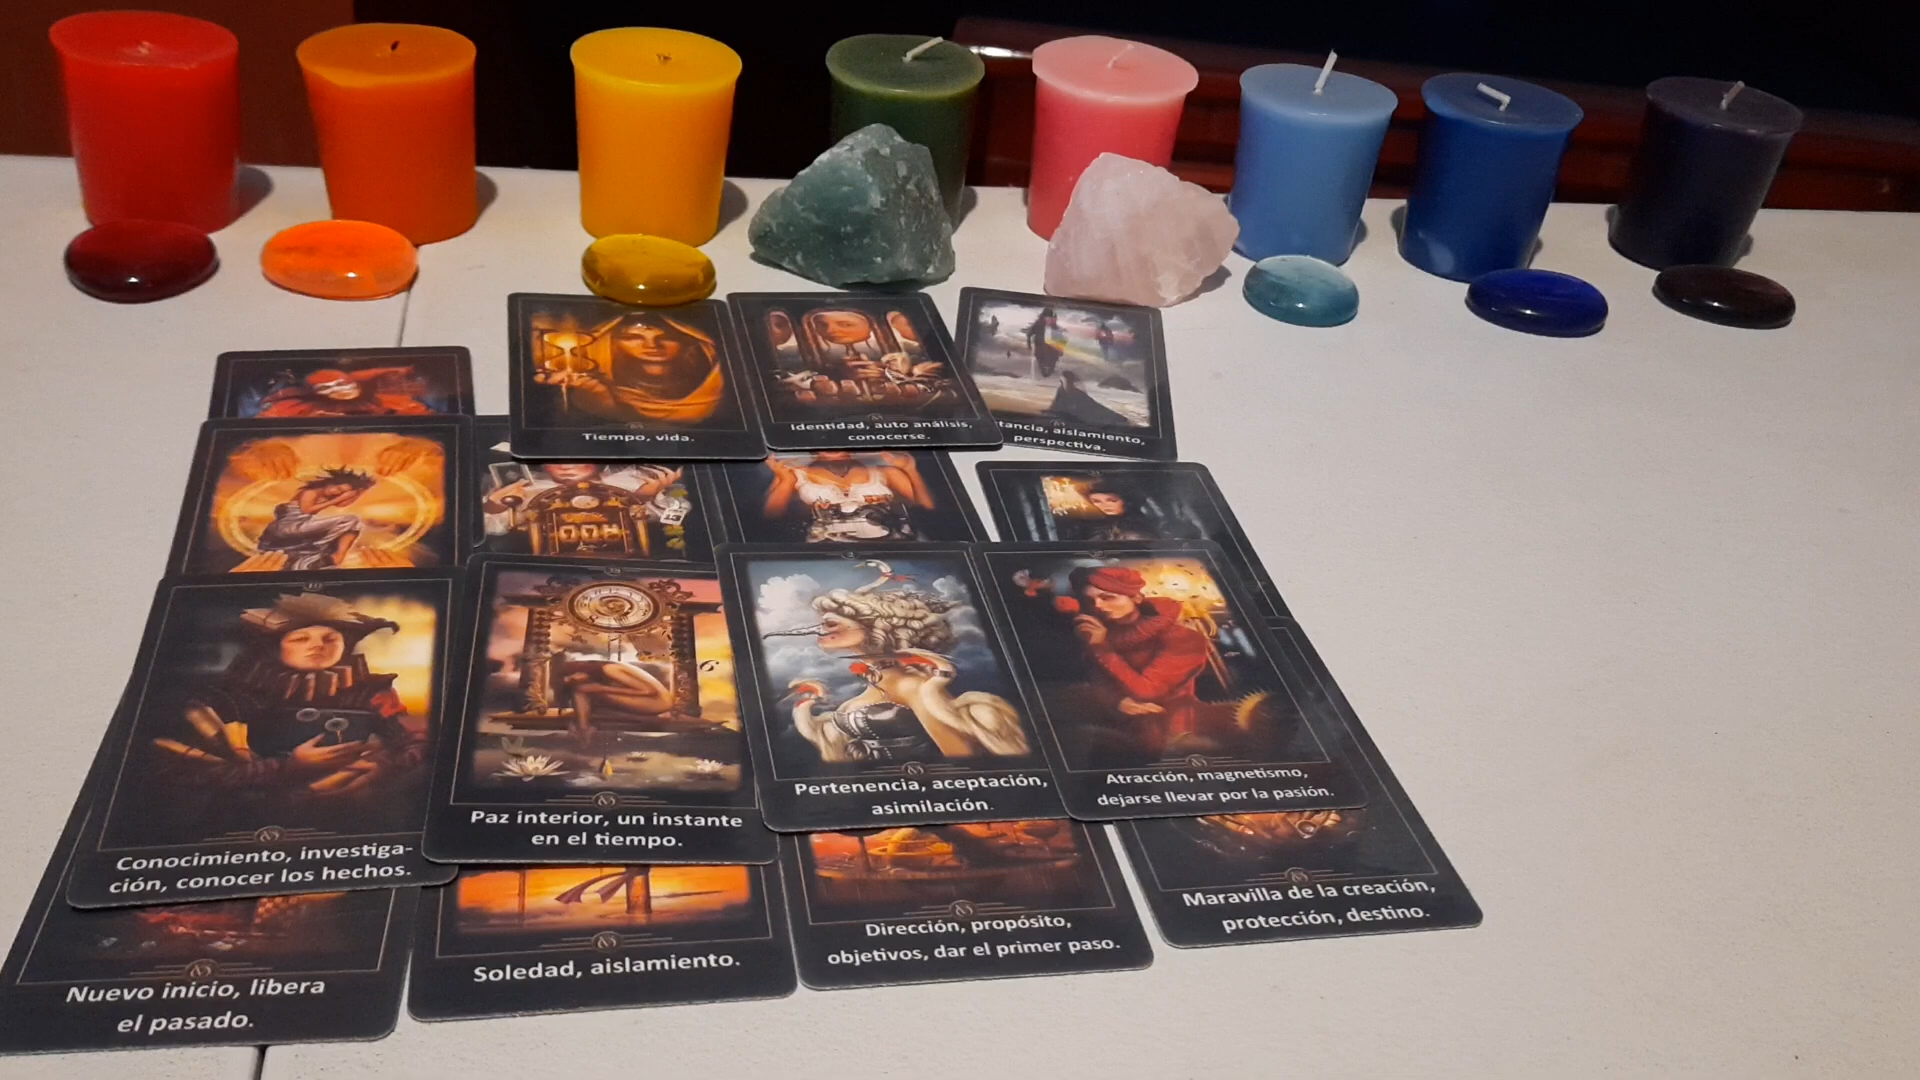 Tiempo, vida.
Identidad, auto análisis,
conocerse.
aislamiento,
perspectiva.
77
6
Conocimiento, investiga-
ción, conocer los hechos.
Paz interior, un instante
en el tiempo.
Pertenencia, aceptación,
asimilación.
Atracción, magnetismo,
dejarse llevar por la pasión.
Nuevo inicio, libera
el pasado.
Soledad, aislamiento.
Dirección, propósito,
objetivos, dar el primer paso.
Maravilla de la creación,
protección, destino.